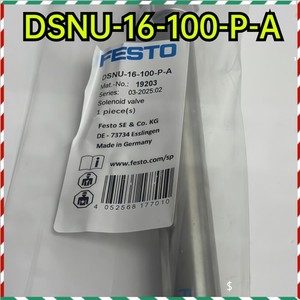 DSNU-16-100-P-A
FESTO
DSNU-16-100-P-A
Mat.-No.: 19203
Series: 03-2025:02
Solenoid valve
1 piece(s)
Festo SE & Co. KG
DE - 73734 Esslingen
Made in Germany
www.festo.com/sp
4 052568 177010
$